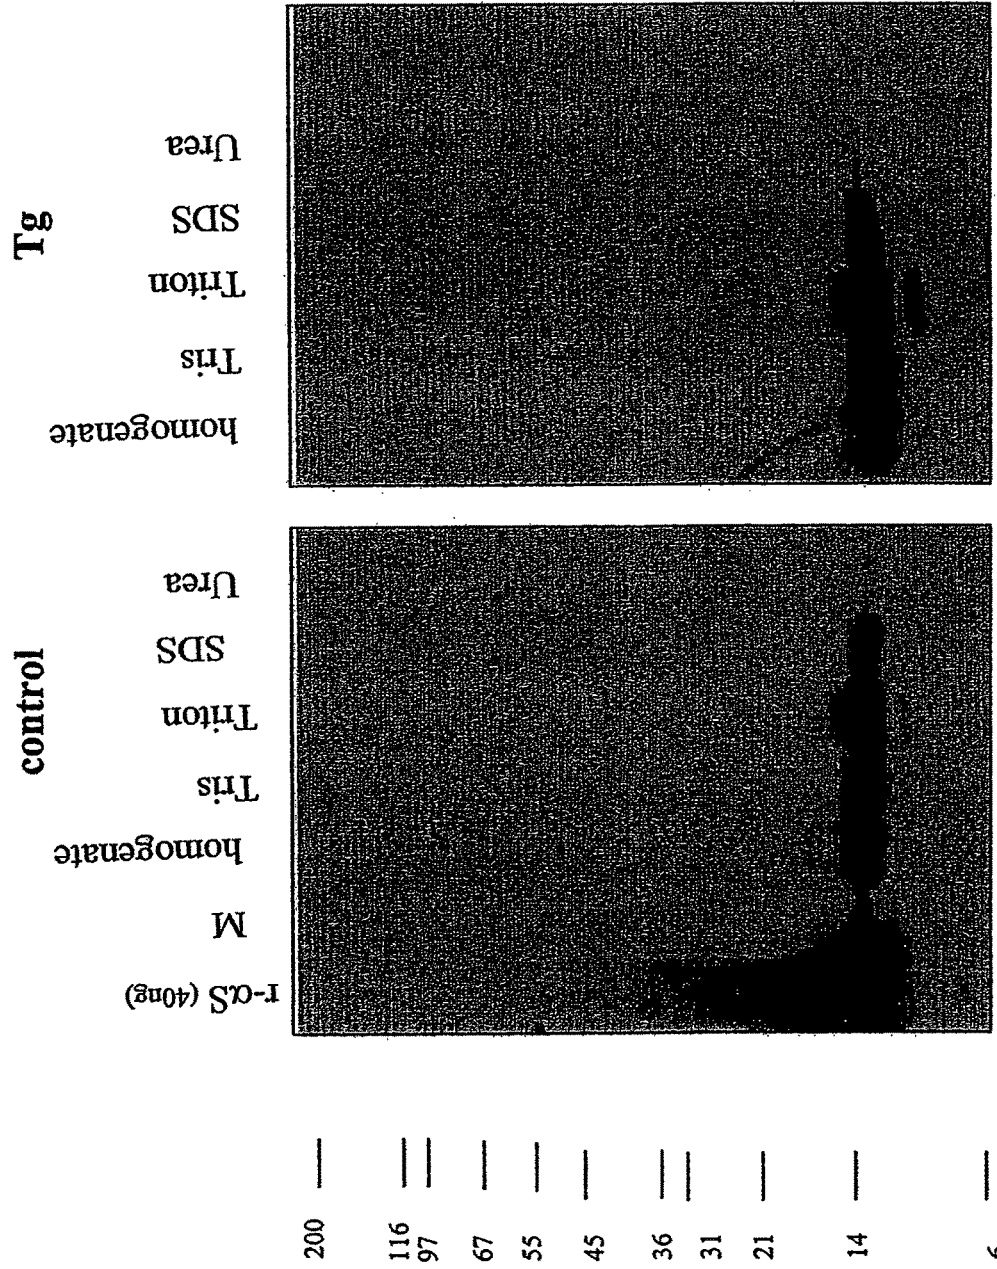 Tg
Urea
SDS
Triton
Tris
homogenate
control
Urea
SDS
Triton
Tris
homogenate
M
r-αS (40ng)
200
116
97
67
55
45
36
31
21
14
6